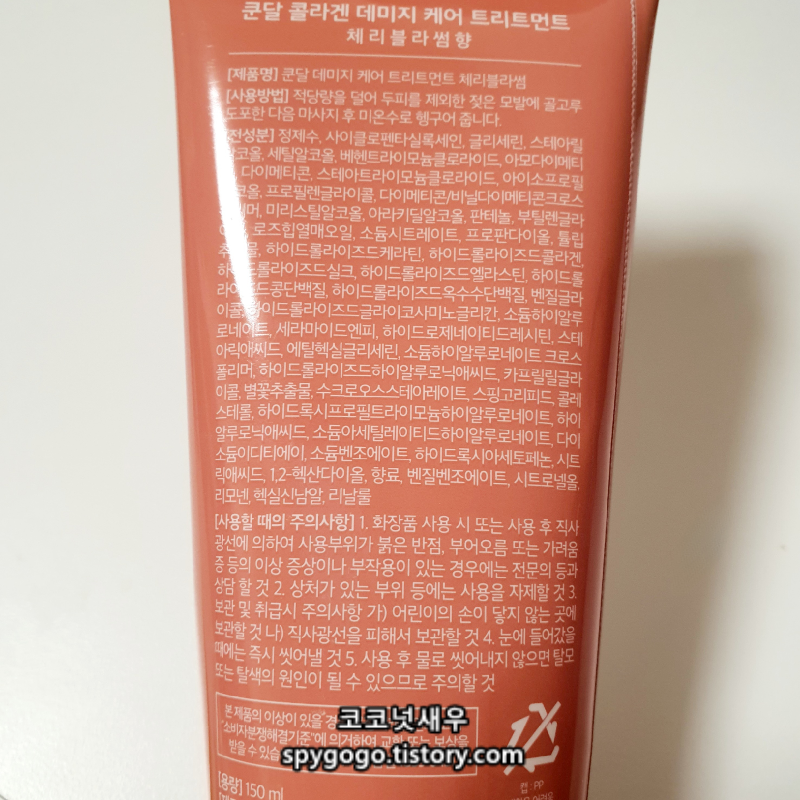 쿤달 콜라겐 데미지 케어 트리트먼트
체리블라썸향
[제품명] 쿤달 데미지 케어 트리트먼트 체리블라썸
[사용방법] 적당량을 덜어 두피를 제외한 젖은 모발에 골고루
도포한 다음 마사지 후 미온수로 헹구어 줍니다.
[전성분] 정제수, 사이클로펜타실록세인, 글리세린, 스테아릴
알코올, 세틸알코올, 베헨트라이모늄클로라이드, 아모다이메티
다이메티콘, 스테아트라이모늄클로라이드, 아이소프로필
코올, 프로필렌글라이콜, 다이메티콘/비닐다이메티콘크로스
머, 미리스틸알코올, 아라키딜알코올, 판테놀, 부틸렌글라
로즈힙열매오일, 소듐시트레이트, 프로판다이올, 튤립
추 물, 하이드롤라이즈드케라틴, 하이드롤라이즈드콜라겐,
하이드롤라이즈드실크, 하이드롤라이즈드엘라스틴, 하이드롤
라이즈드콩단백질, 하이드롤라이즈드옥수수단백질, 벤질글라
이콜, 하이드롤라이즈드글라이코사미노글리칸, 소듐하이알루
로네이트, 세라마이드엔피, 하이드로제네이티드레시틴, 스테
아릭애씨드, 에틸헥실글리세린, 소듐하이알루로네이트 크로스
폴리머, 하이드롤라이즈드하이알루로닉애씨드, 카프릴릴글라
이콜, 별꽃추출물, 수크로오스스테아레이트, 스핑고리피드, 콜레
스테롤, 하이드록시프로필트라이모늄하이알루로네이트, 하이
알루로닉애씨드, 소듐아세틸레이티드하이알루로네이트, 다이
소듐이디티에이, 소듐벤조에이트, 하이드록시아세토페논, 시트
릭애씨드, 1,2-헥산다이올, 향료, 벤질벤조에이트, 시트로넬올,
리모넨, 헥실신남알, 리날룰
[사용할 때의 주의사항] 1. 화장품 사용 시 또는 사용 후 직사
광선에 의하여 사용부위가 붉은 반점, 부어오름 또는 가려움
증 등의 이상 증상이나 부작용이 있는 경우에는 전문의 등과
상담 할 것 2. 상처가 있는 부위 등에는 사용을 자제할 것 3.
보관 및 취급시 주의사항 가) 어린이의 손이 닿지 않는 곳에
보관할 것 나) 직사광선을 피해서 보관할 것 4. 눈에 들어갔을
때에는 즉시 씻어낼 것 5. 사용 후 물로 씻어내지 않으면 탈모
또는 탈색의 원인이 될 수 있으므로 주의할 것
본 제품의 이상이 있을 경
"소비자분쟁해결기준"에 의거하여 교환 또는 보상을
받을 수 있습
코코넛새우
spygogo.tistory.com
캡 : PP
[용량] 150 ml